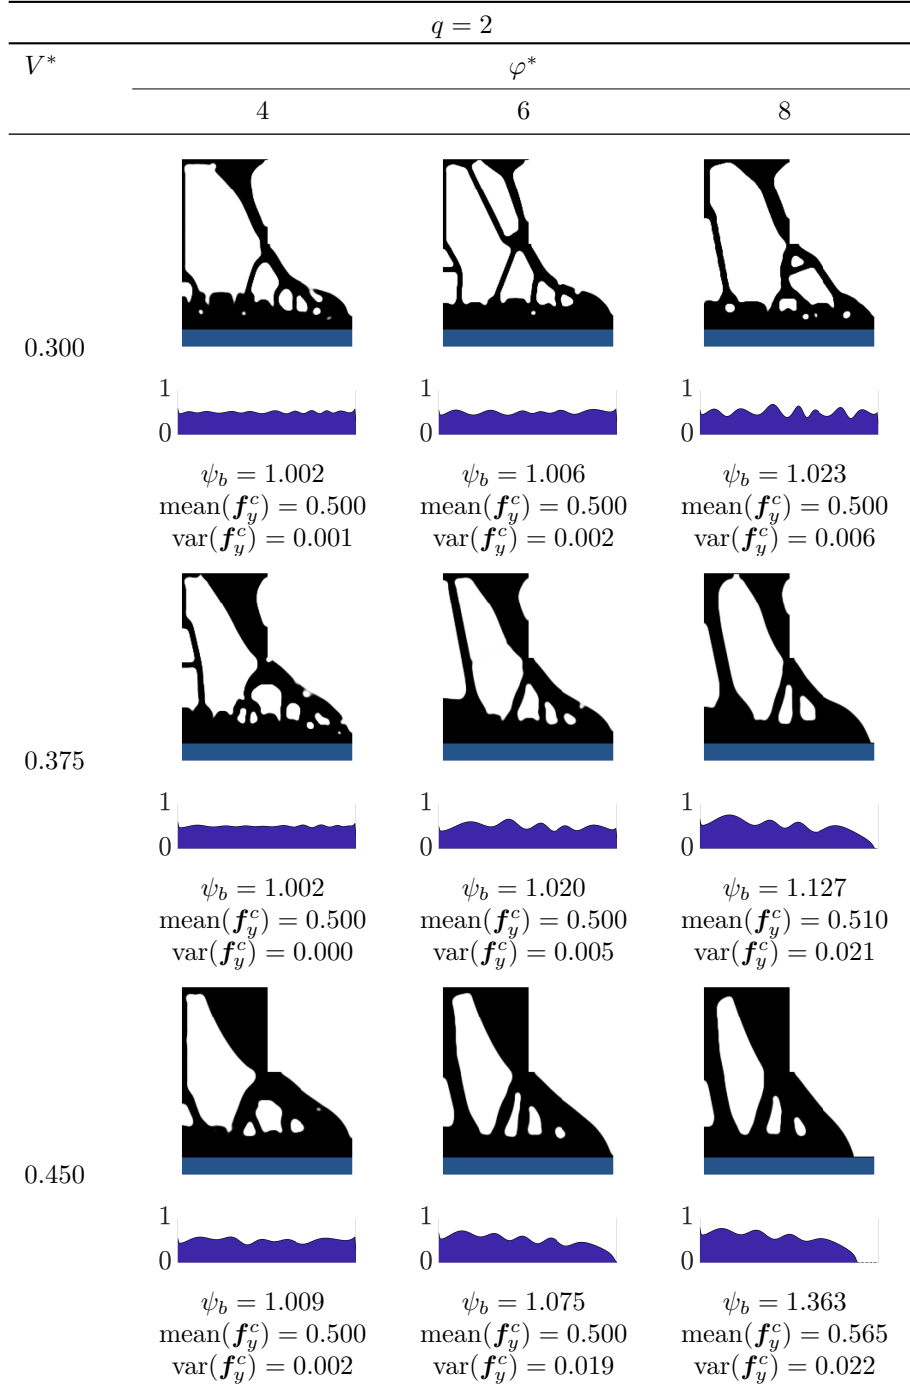 q = 2
V* φ*
4 6 8
0.300
1 1 1
0 0 0
ψ_b = 1.002 ψ_b = 1.006 ψ_b = 1.023
mean(f_y^c) = 0.500 mean(f_y^c) = 0.500 mean(f_y^c) = 0.500
var(f_y^c) = 0.001 var(f_y^c) = 0.002 var(f_y^c) = 0.006
0.375
1 1 1
0 0 0
ψ_b = 1.002 ψ_b = 1.020 ψ_b = 1.127
mean(f_y^c) = 0.500 mean(f_y^c) = 0.500 mean(f_y^c) = 0.510
var(f_y^c) = 0.000 var(f_y^c) = 0.005 var(f_y^c) = 0.021
0.450
1 1 1
0 0 0
ψ_b = 1.009 ψ_b = 1.075 ψ_b = 1.363
mean(f_y^c) = 0.500 mean(f_y^c) = 0.500 mean(f_y^c) = 0.565
var(f_y^c) = 0.002 var(f_y^c) = 0.019 var(f_y^c) = 0.022